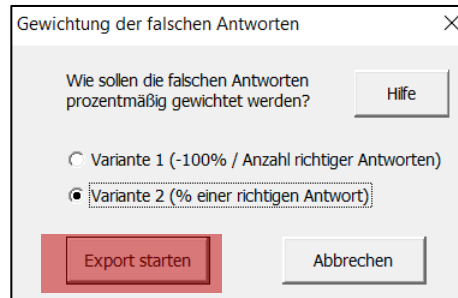 Gewichtung der falschen Antworten
Wie sollen die falschen Antworten
prozentmäßig gewichtet werden?
Hilfe
Variante 1 (-100% / Anzahl richtiger Antworten)
Variante 2 (% einer richtigen Antwort)
Export starten
Abbrechen